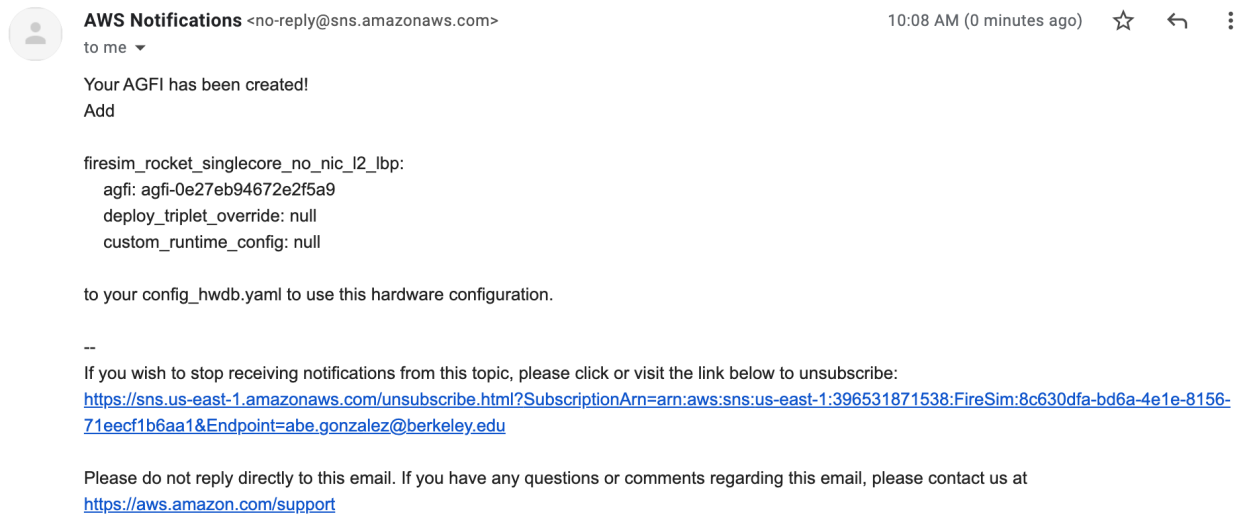 AWS Notifications <no-reply@sns.amazonaws.com> 10:08 AM (0 minutes ago)
to me
Your AGFI has been created!
Add
firesim_rocket_singlecore_no_nic_l2_lbp:
agfi: agfi-0e27eb94672e2f5a9
deploy_triplet_override: null
custom_runtime_config: null
to your config_hwdb.yaml to use this hardware configuration.
--
If you wish to stop receiving notifications from this topic, please click or visit the link below to unsubscribe:
https://sns.us-east-1.amazonaws.com/unsubscribe.html?SubscriptionArn=arn:aws:sns:us-east-1:396531871538:FireSim:8c630dfa-bd6a-4e1e-8156-
71eecf1b6aa1&Endpoint=abe.gonzalez@berkeley.edu
Please do not reply directly to this email. If you have any questions or comments regarding this email, please contact us at
https://aws.amazon.com/support